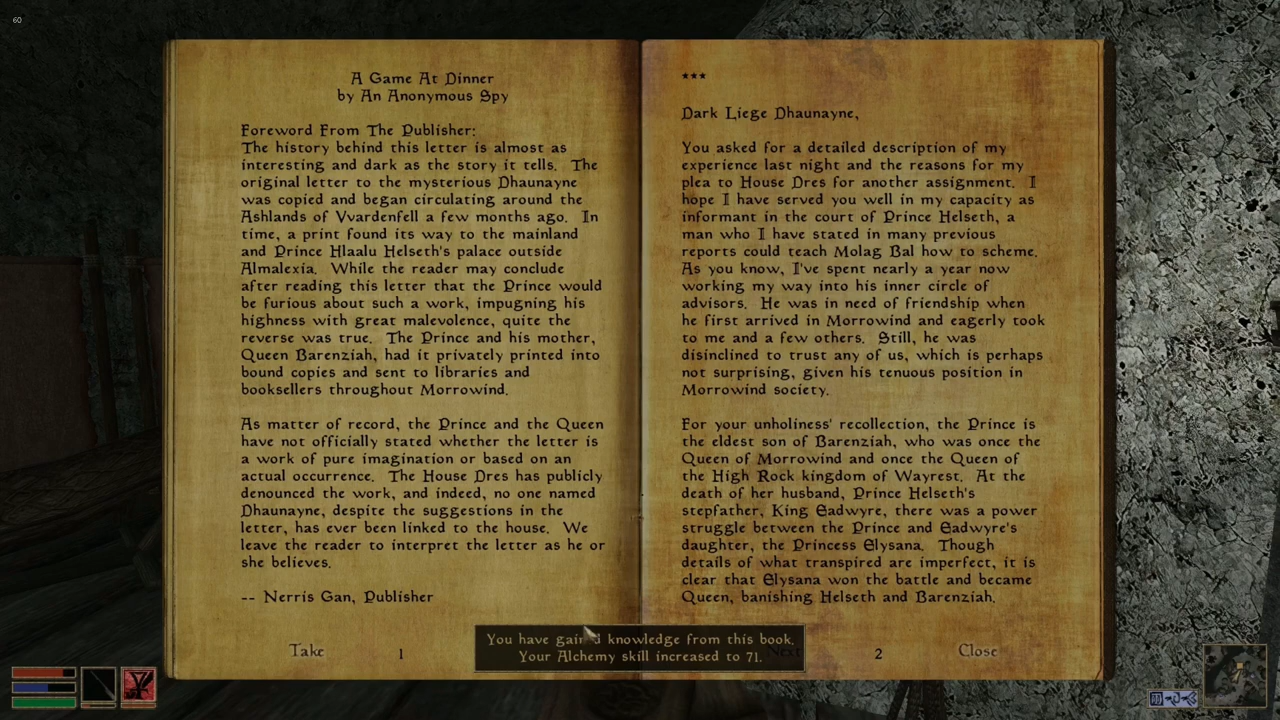 60
A Game At Dinner
by An Anonymous Spy
Foreword From The Publisher:
The history behind this letter is almost as
interesting and dark as the story it tells.  The
original letter to the mysterious Dhaunayne
was copied and began circulating around the
Ashlands of Vvardenfell a few months ago.  In
time, a print found its way to the mainland
and Prince Hlaalu Helseth's palace outside
Almalexia.  While the reader may conclude
after reading this letter that the Prince would
be furious about such a work, impugning his
highness with great malevolence, quite the
reverse was true.  The Prince and his mother,
Queen Barenziah, had it privately printed into
bound copies and sent to libraries and
booksellers throughout Morrowind.
As matter of record, the Prince and the Queen
have not officially stated whether the letter is
a work of pure imagination or based on an
actual occurrence.  The House Dres has publicly
denounced the work, and indeed, no one named
Dhaunayne, despite the suggestions in the
letter, has ever been linked to the house.  We
leave the reader to interpret the letter as he or
she believes.
-- Nerris Gan, Publisher
Take
1
***
Dark Liege Dhaunayne,
You asked for a detailed description of my
experience last night and the reasons for my
plea to House Dres for another assignment.  I
hope I have served you well in my capacity as
informant in the court of Prince Helseth, a
man who I have stated in many previous
reports could teach Molag Bal how to scheme.
As you know, I've spent nearly a year now
working my way into his inner circle of
advisors.  He was in need of friendship when
he first arrived in Morrowind and eagerly took
to me and a few others.  Still, he was
disinclined to trust any of us, which is perhaps
not surprising, given his tenuous position in
Morrowind society.
For your unholiness' recollection, the Prince is
the eldest son of Barenziah, who was once the
Queen of Morrowind and once the Queen of
the High Rock kingdom of Wayrest.  At the
death of her husband, Prince Helseth's
stepfather, King Eadwyre, there was a power
struggle between the Prince and Eadwyre's
daughter, the Princess Elysana.  Though
details of what transpired are imperfect, it is
clear that Elysana won the battle and became
Queen, banishing Helseth and Barenziah.
Next
2
Close
You have gained knowledge from this book.
Your Alchemy skill increased to 71.